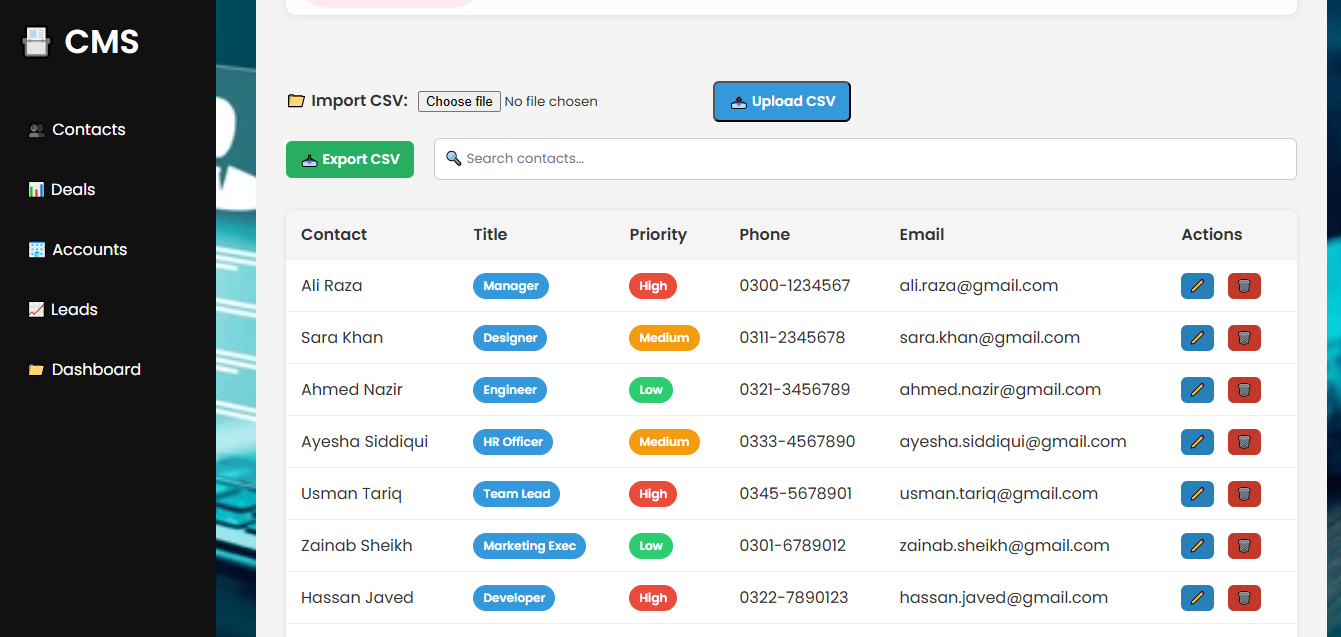 CMS
Contacts
Deals
Accounts
Leads
Dashboard
Import CSV: Choose file No file chosen Upload CSV
Export CSV Search contacts...
Contact Title Priority Phone Email Actions
Ali Raza Manager High 0300-1234567 ali.raza@gmail.com
Sara Khan Designer Medium 0311-2345678 sara.khan@gmail.com
Ahmed Nazir Engineer Low 0321-3456789 ahmed.nazir@gmail.com
Ayesha Siddiqui HR Officer Medium 0333-4567890 ayesha.siddiqui@gmail.com
Usman Tariq Team Lead High 0345-5678901 usman.tariq@gmail.com
Zainab Sheikh Marketing Exec Low 0301-6789012 zainab.sheikh@gmail.com
Hassan Javed Developer High 0322-7890123 hassan.javed@gmail.com